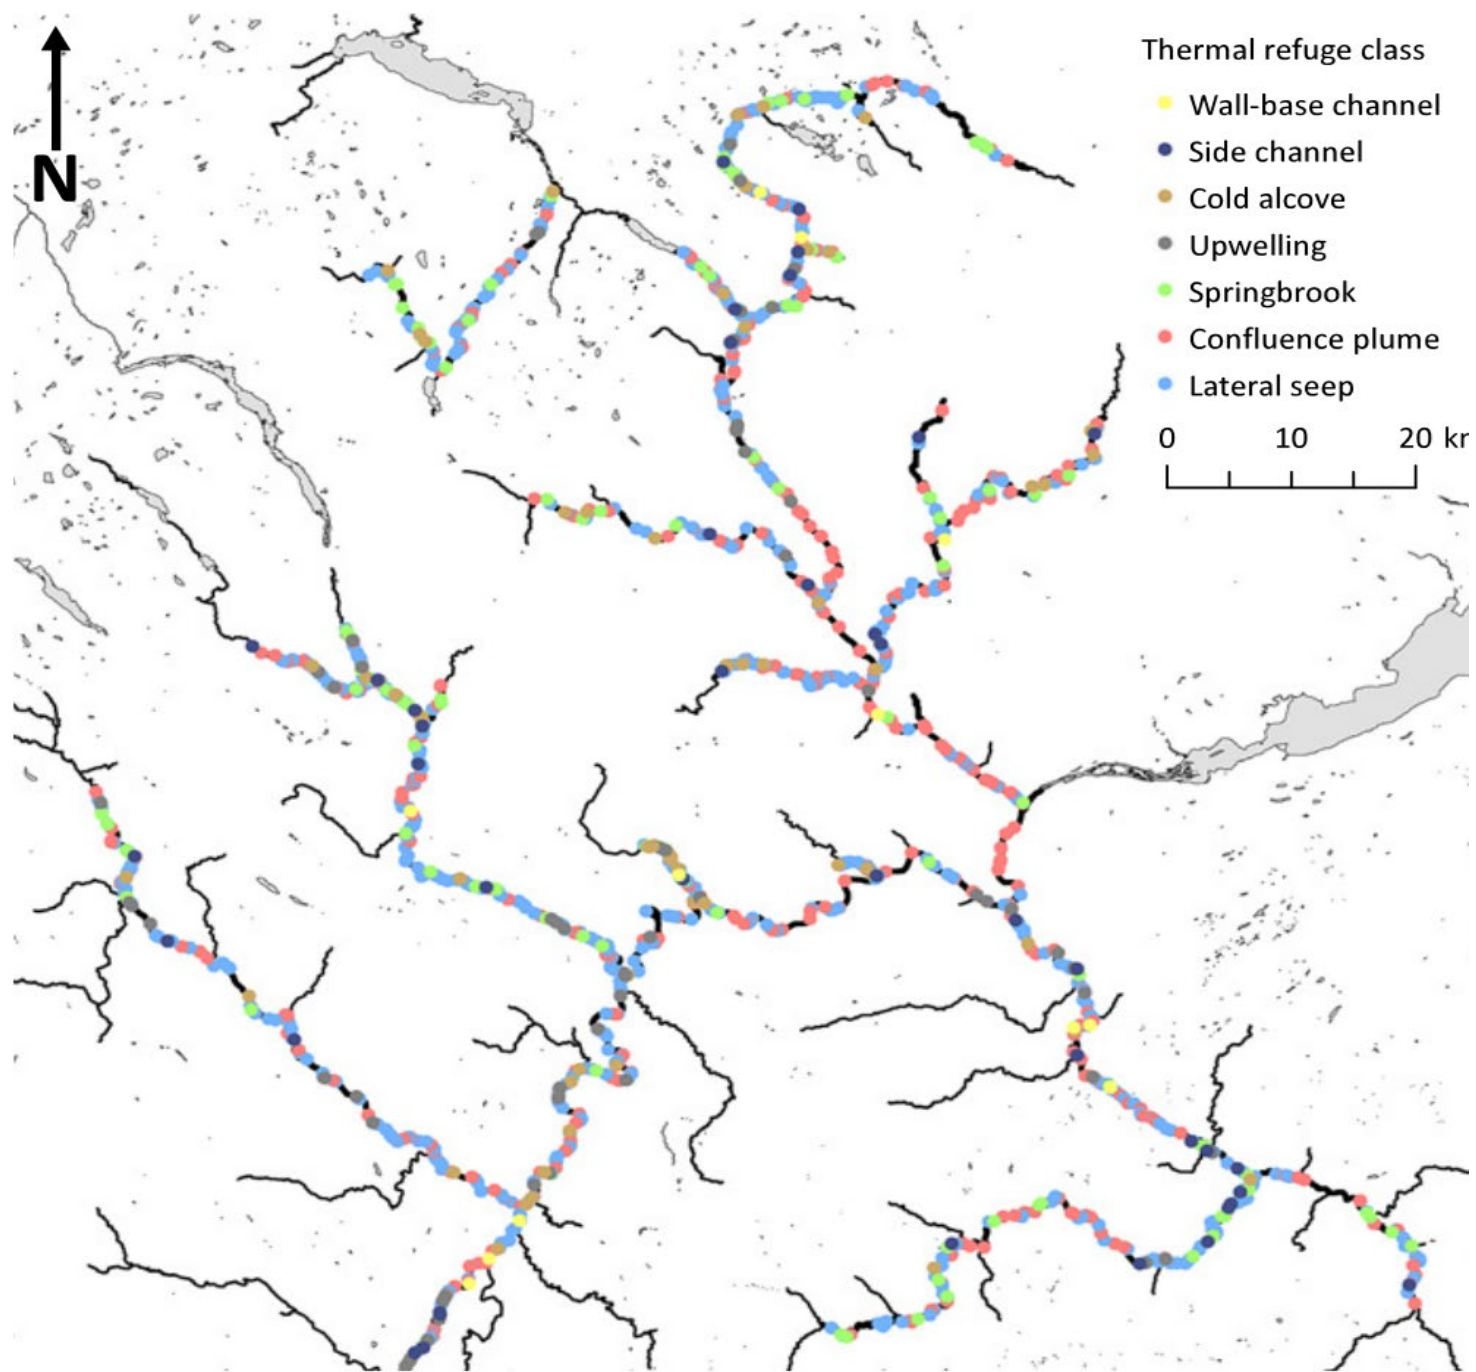 N
Thermal refuge class
Wall-base channel
Side channel
Cold alcove
Upwelling
Springbrook
Confluence plume
Lateral seep
0 10 20 kr